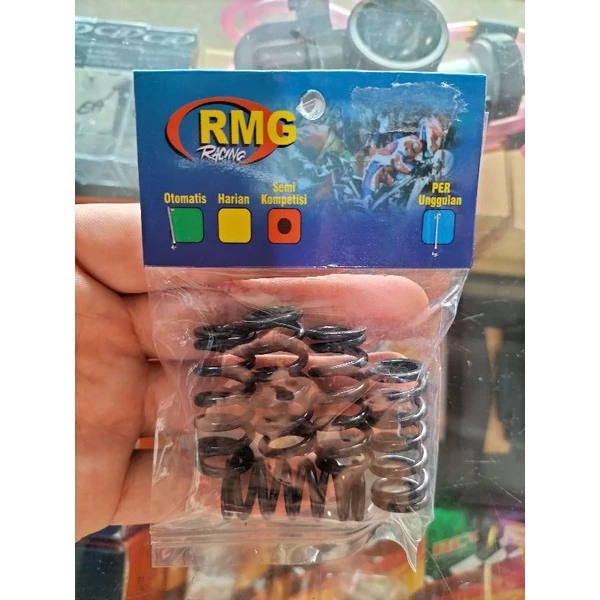 RMG
RACING
Otomatis
Harian
Semi
Kompetisi
PER
Unggulan